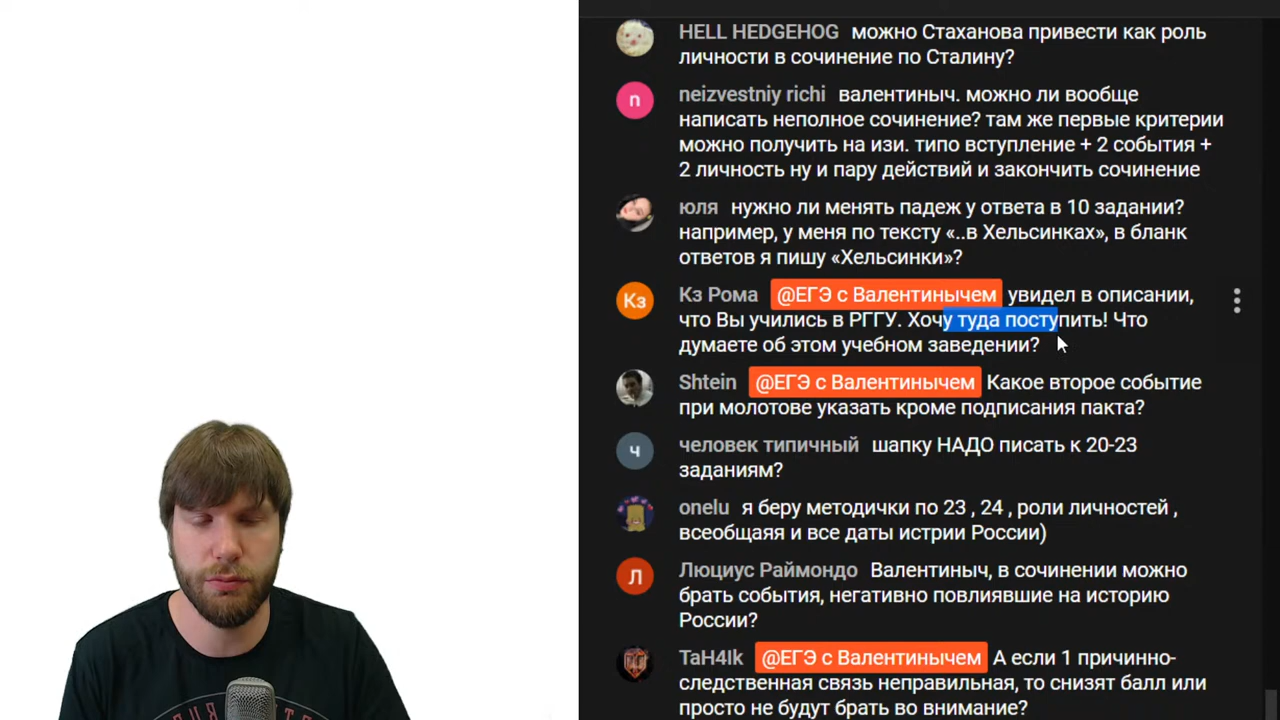 HELL HEDGEHOG можно Стаханова привести как роль
личности в сочинение по Сталину?
neizvestniy richi валентиныч. можно ли вообще
написать неполное сочинение? там же первые критерии
можно получить на изи. типо вступление + 2 события +
2 личность ну и пару действий и закончить сочинение
юля нужно ли менять падеж у ответа в 10 задании?
например, у меня по тексту «..в Хельсинках», в бланк
ответов я пишу «Хельсинки»?
Кз Рома @ЕГЭ с Валентинычем увидел в описании,
что Вы учились в РГГУ. Хочу туда поступить! Что
думаете об этом учебном заведении?
Shtein @ЕГЭ с Валентинычем Какое второе событие
при молотове указать кроме подписания пакта?
человек типичный шапку НАДО писать к 20-23
заданиям?
onelu я беру методички по 23 , 24 , роли личностей ,
всеобщаяя и все даты истрии России)
Люциус Раймондо Валентиныч, в сочинении можно
брать события, негативно повлиявшие на историю
России?
TaH4Ik @ЕГЭ с Валентинычем А если 1 причинно-
следственная связь неправильная, то снизят балл или
просто не будут брать во внимание?